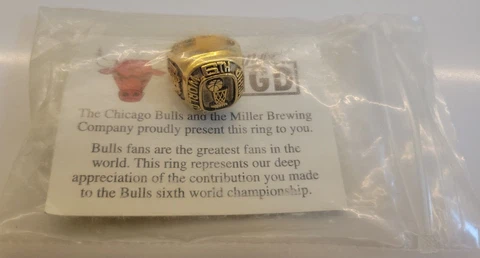 6TH
GD
The Chicago Bulls and the Miller Brewing
Company proudly present this ring to you.
Bulls fans are the greatest fans in the
world. This ring represents our deep
appreciation of the contribution you made
to the Bulls sixth world championship.